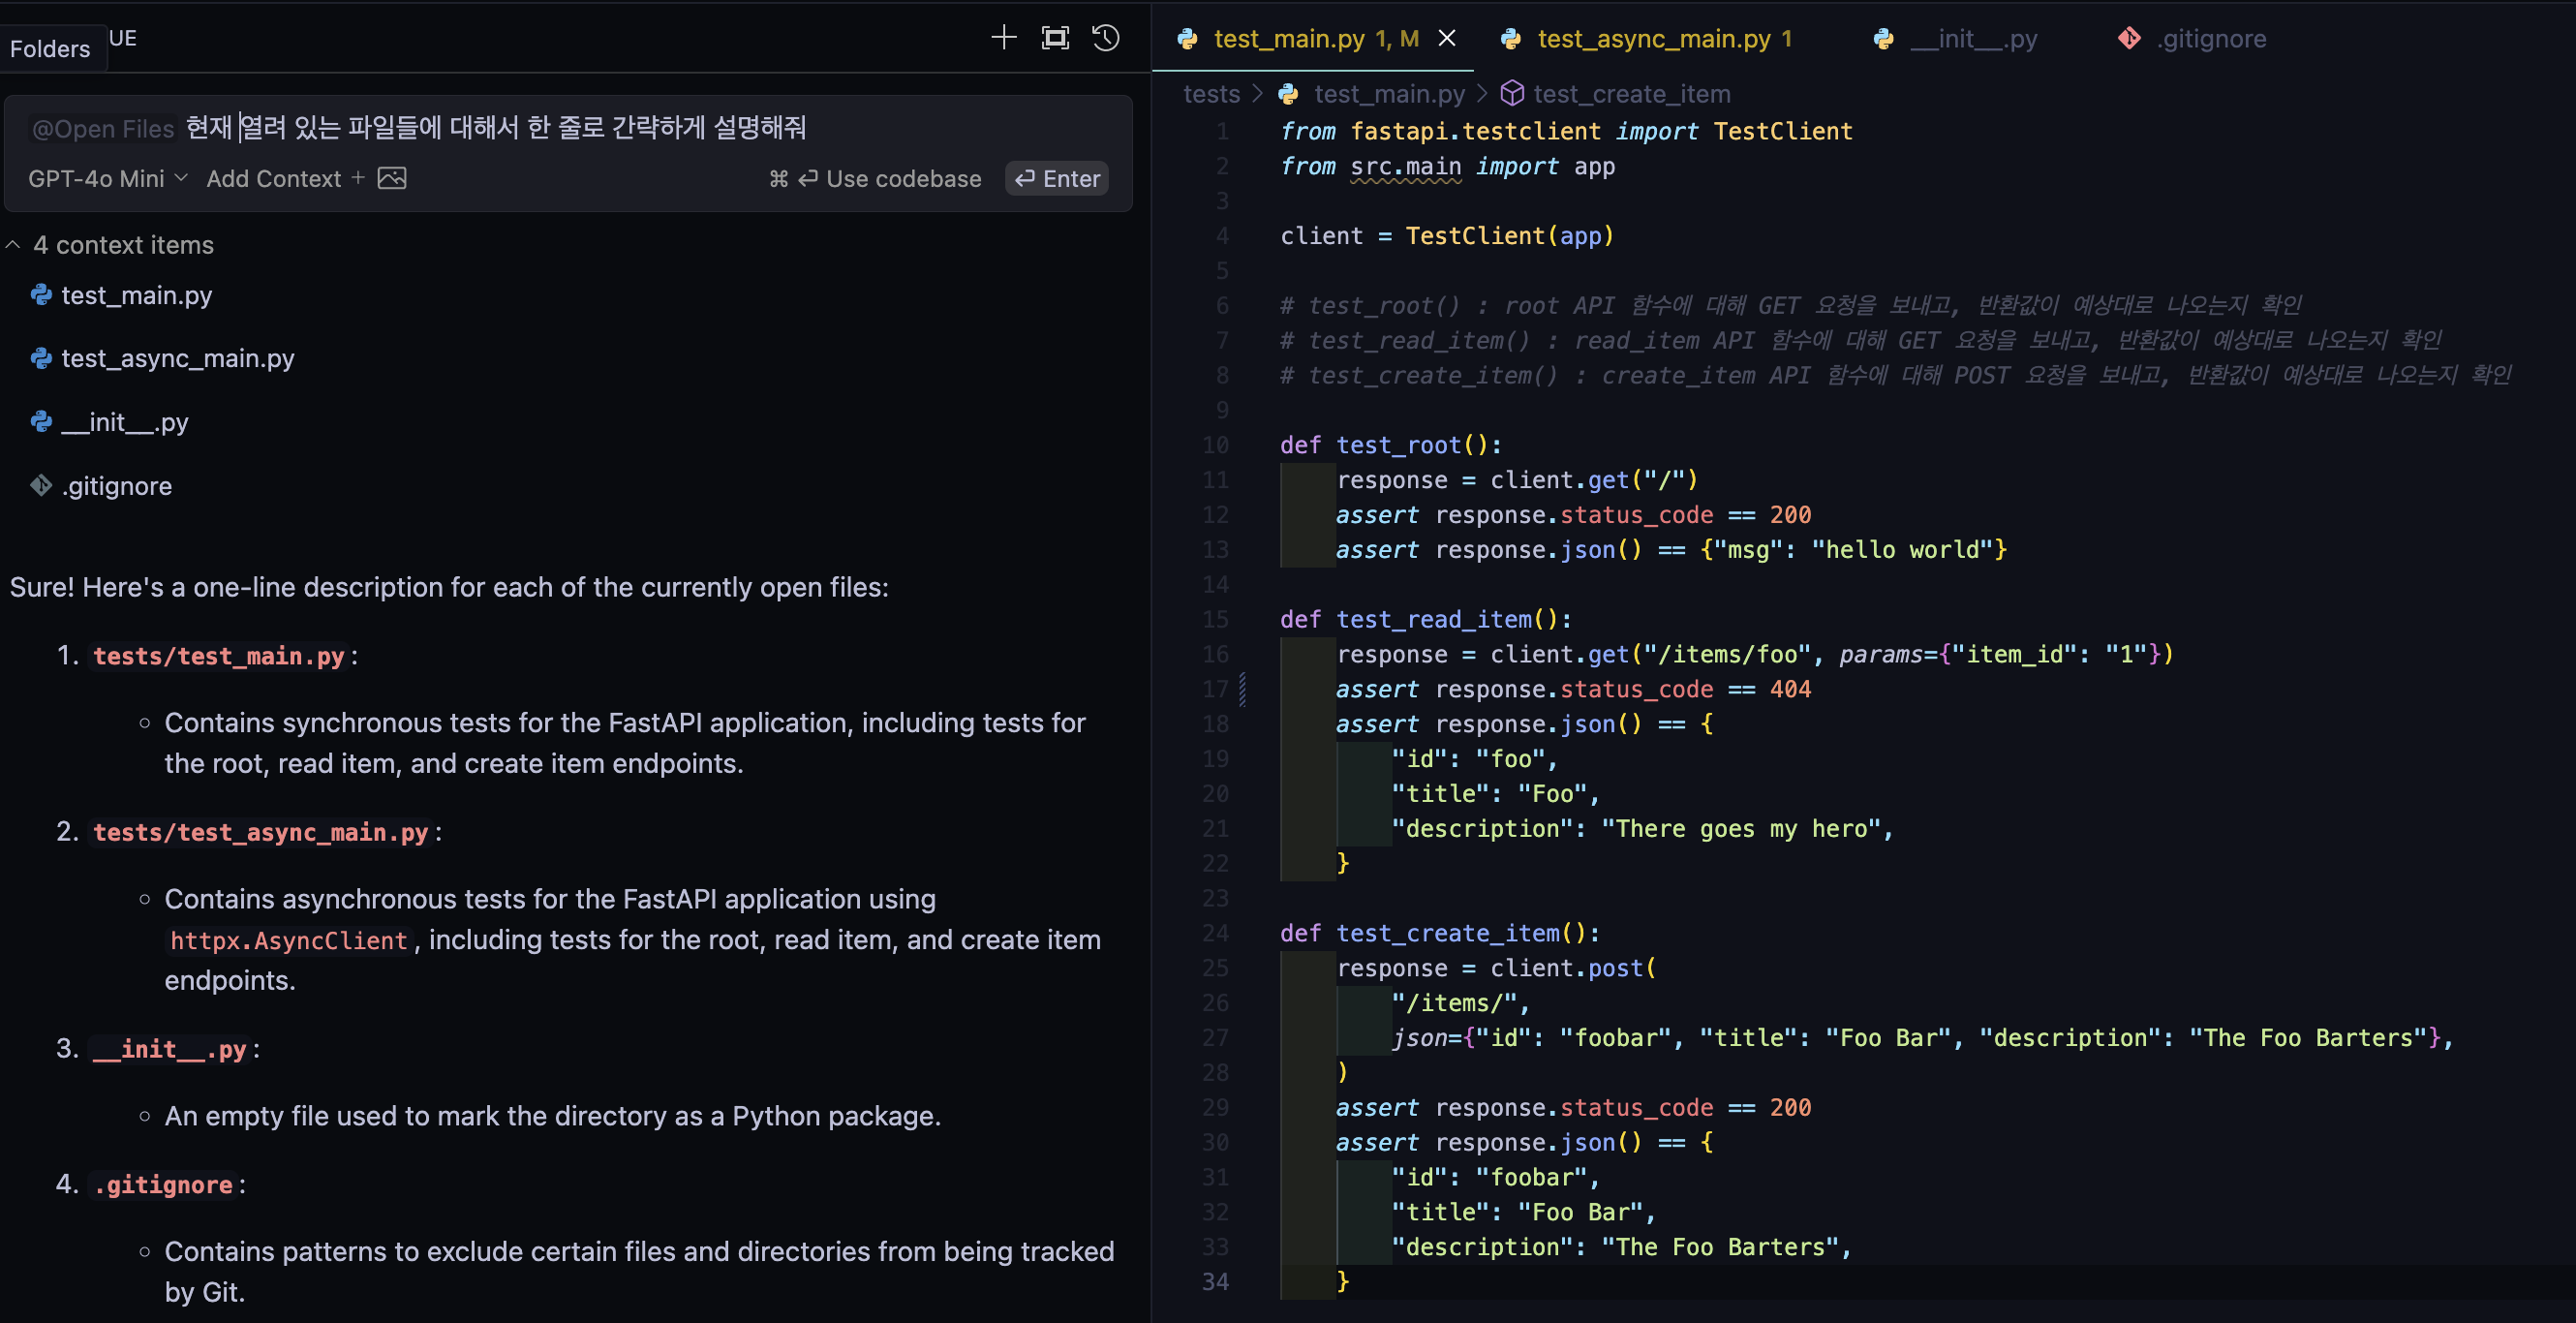 Folders UE
@Open Files 현재 열려 있는 파일들에 대해서 한 줄로 간략하게 설명해줘
GPT-4o Mini Add Context + ⌘ ⏎ Use codebase ⏎ Enter
4 context items
test_main.py
test_async_main.py
__init__.py
.gitignore
Sure! Here's a one-line description for each of the currently open files:
1. tests/test_main.py:
Contains synchronous tests for the FastAPI application, including tests for
the root, read item, and create item endpoints.
2. tests/test_async_main.py:
Contains asynchronous tests for the FastAPI application using
httpx.AsyncClient, including tests for the root, read item, and create item
endpoints.
3. __init__.py:
An empty file used to mark the directory as a Python package.
4. .gitignore:
Contains patterns to exclude certain files and directories from being tracked
by Git.
test_main.py 1, M
test_async_main.py 1
__init__.py
.gitignore
tests > test_main.py > test_create_item
1 from fastapi.testclient import TestClient
2 from src.main import app
3
4 client = TestClient(app)
5
6 # test_root() : root API 함수에 대해 GET 요청을 보내고, 반환값이 예상대로 나오는지 확인
7 # test_read_item() : read_item API 함수에 대해 GET 요청을 보내고, 반환값이 예상대로 나오는지 확인
8 # test_create_item() : create_item API 함수에 대해 POST 요청을 보내고, 반환값이 예상대로 나오는지 확인
9
10 def test_root():
11 response = client.get("/")
12 assert response.status_code == 200
13 assert response.json() == {"msg": "hello world"}
14
15 def test_read_item():
16 response = client.get("/items/foo", params={"item_id": "1"})
17 assert response.status_code == 404
18 assert response.json() == {
19 "id": "foo",
20 "title": "Foo",
21 "description": "There goes my hero",
22 }
23
24 def test_create_item():
25 response = client.post(
26 "/items/",
27 json={"id": "foobar", "title": "Foo Bar", "description": "The Foo Barters"},
28 )
29 assert response.status_code == 200
30 assert response.json() == {
31 "id": "foobar",
32 "title": "Foo Bar",
33 "description": "The Foo Barters",
34 }